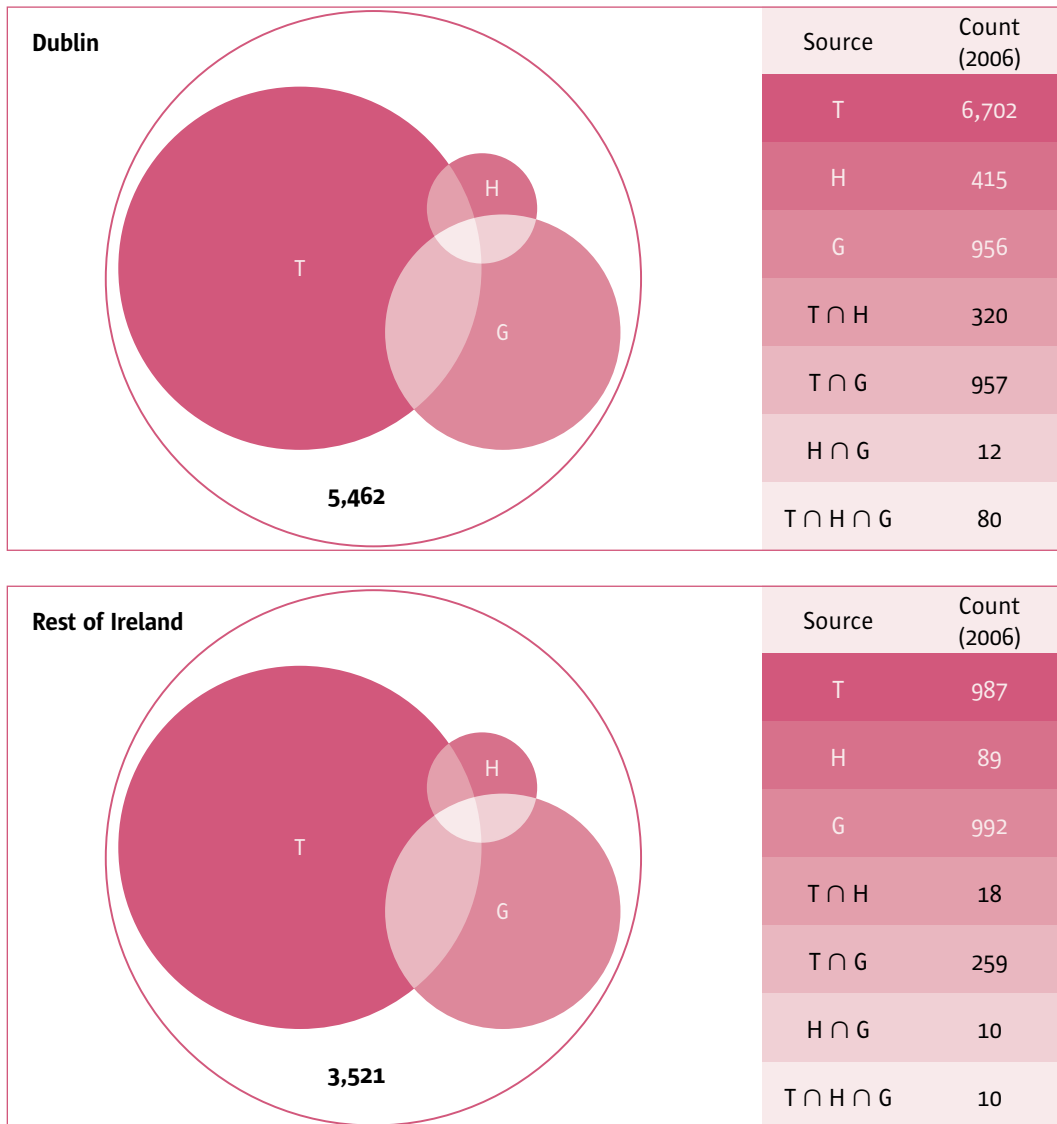 Dublin
T
H
G
5,462
Source Count (2006)
T 6,702
H 415
G 956
T ∩ H 320
T ∩ G 957
H ∩ G 12
T ∩ H ∩ G 80
Rest of Ireland
T
H
G
3,521
Source Count (2006)
T 987
H 89
G 992
T ∩ H 18
T ∩ G 259
H ∩ G 10
T ∩ H ∩ G 10